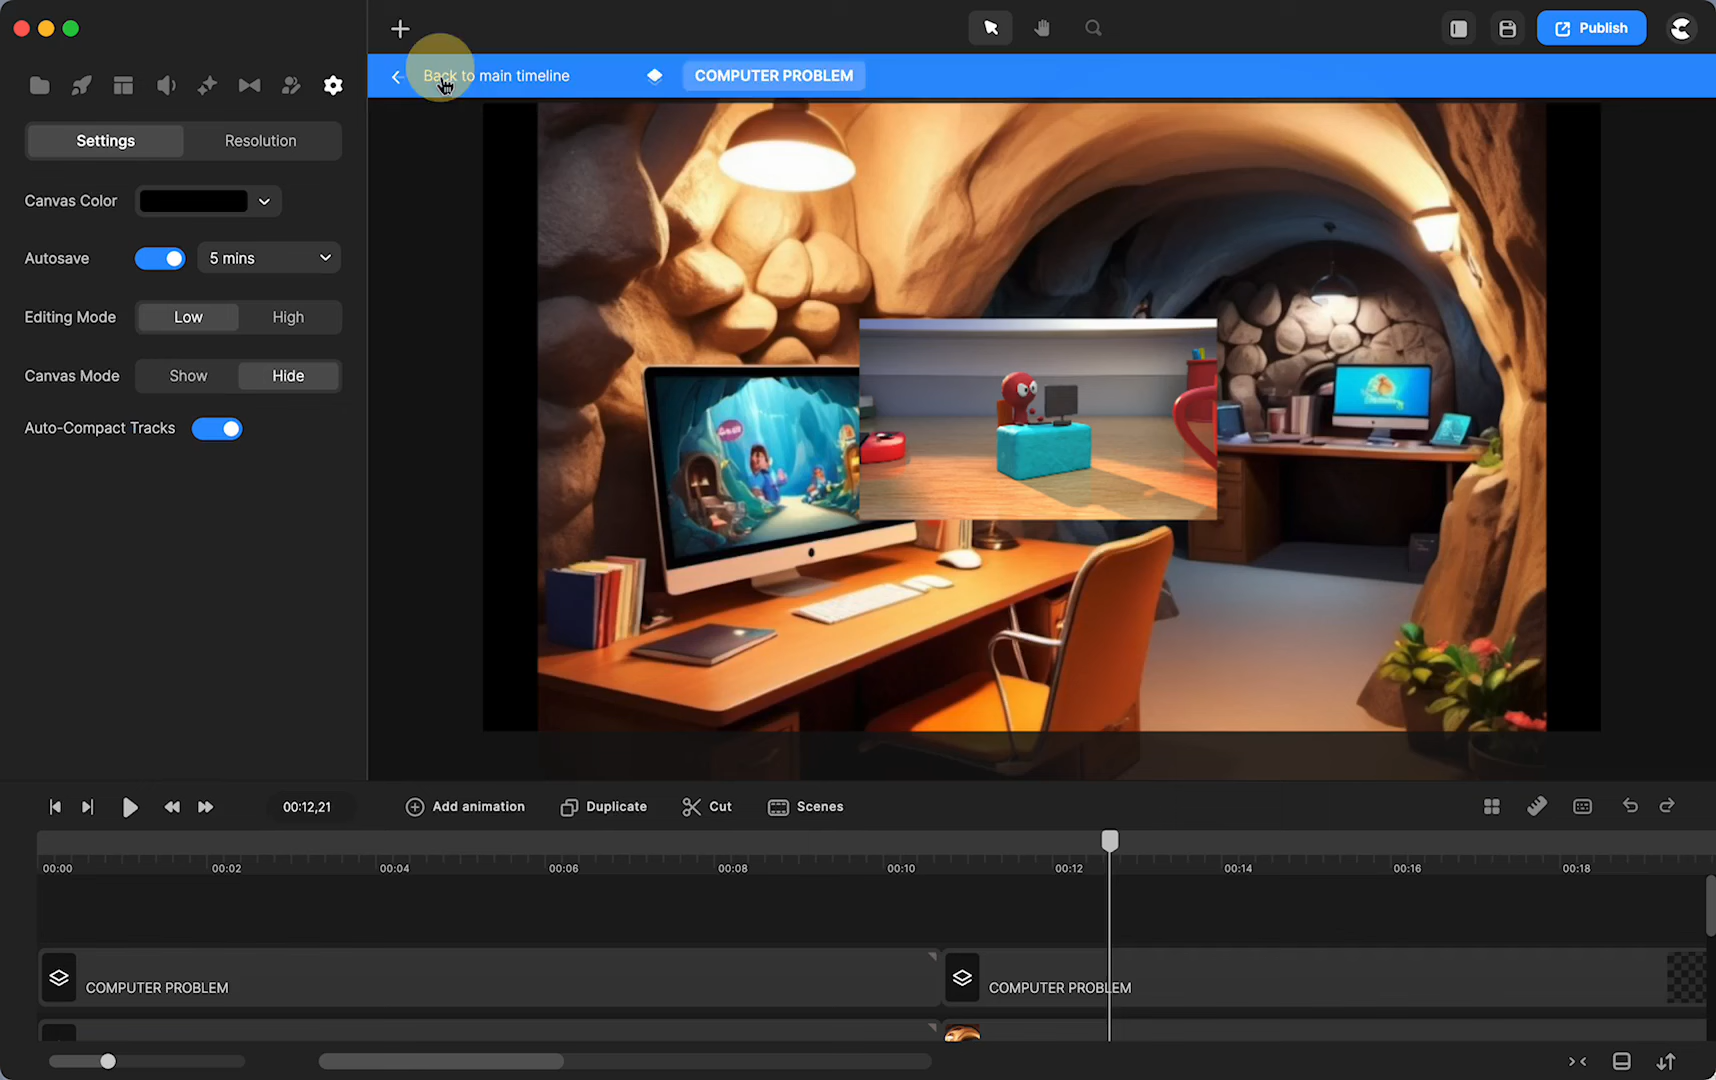 Publish
Back to main timeline
COMPUTER PROBLEM
Settings
Resolution
Canvas Color
Autosave
5 mins
Editing Mode
Low
High
Canvas Mode
Show
Hide
Auto-Compact Tracks
00:12,21
Add animation
Duplicate
Cut
Scenes
00:00
00:02
00:04
00:06
00:08
00:10
00:12
00:14
00:16
00:18
COMPUTER PROBLEM
COMPUTER PROBLEM